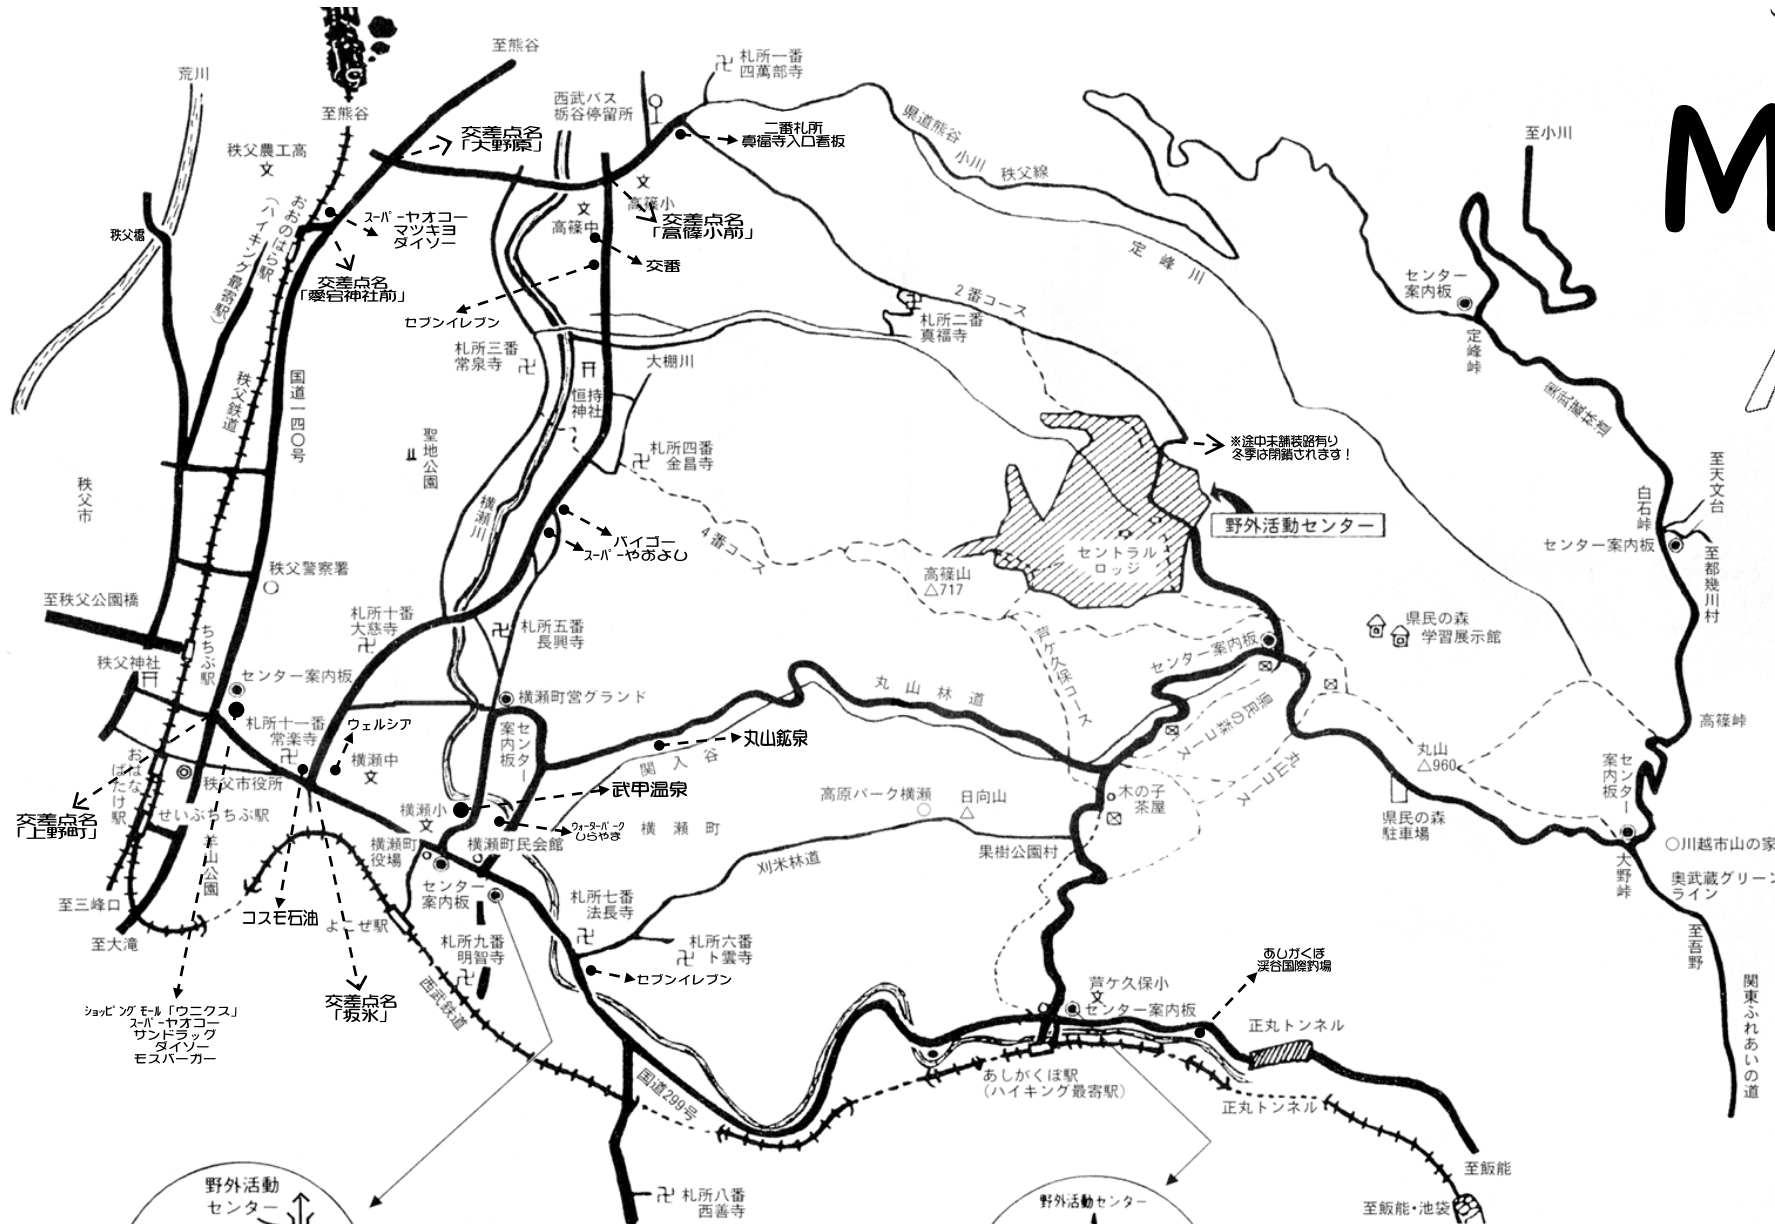 至熊谷
荒川
至熊谷
札所一番
四萬部寺
西武バス
栃谷停留所
県道熊谷
小川
秩父線
至小川
M
秩父農工高
交差点名
「大野原」
二番札所
真福寺入口看板
高篠小
交差点名
「高篠小前」
高篠中
交番
セブンイレブン
おおのはら駅
(ハイキング最寄駅)
スーパーヤオコー
マツキヨ
ダイソー
秩父橋
交差点名
「愛宕神社前」
定峰川
センター
案内板
定峰峠
奥武蔵林道
2番コース
札所二番
真福寺
札所三番
常泉寺
大棚川
恒持
神社
秩父鉄道
国道一四〇号
聖地公園
札所四番
金昌寺
※途中未舗装路有り
冬季は閉鎖されます!
野外活動センター
至天文台
白石峠
センター案内板
至都幾川村
秩父市
横瀬川
バイゴー
スーパーやおよし
4番コース
セントラル
ロッジ
高篠山
△717
秩父警察署
至秩父公園橋
札所十番
大慈寺
札所五番
長興寺
芦ケ久保コース
センター案内板
県民の森
学習展示館
ちちぶ駅
秩父神社
センター案内板
横瀬町営グランド
丸山林道
県民の森コース
高篠峠
札所十一番
常楽寺
ウェルシア
センター
案内板
丸山鉱泉
関入谷
丸山コース
丸山
△960
センター
案内板
おはな
ばたけ駅
秩父市役所
横瀬中
横瀬小
武甲温泉
高原パーク横瀬
日向山
△
木の子
茶屋
県民の森
駐車場
交差点名
「上野町」
せいぶちちぶ駅
羊山公園
横瀬町
役場
横瀬町民会館
ウォーターパーク
しらやま
横瀬町
刈米林道
果樹公園村
大野峠
○川越市山の家
奥武蔵グリーン
ライン
至三峰口
至大滝
コスモ石油
よこぜ駅
センター
案内板
札所七番
法長寺
札所九番
明智寺
札所六番
卜雲寺
セブンイレブン
至吾野
あしがくぼ
渓谷国際釣場
交差点名
「坂氷」
西武鉄道
芦ケ久保小
センター案内板
正丸トンネル
関東ふれあいの道
ショッピングモール「ウニクス」
スーパーヤオコー
サンドラッグ
ダイソー
モスバーガー
国道299号
あしがくぼ駅
(ハイキング最寄駅)
正丸トンネル
至飯能
野外活動
センター
札所八番
西善寺
野外活動センター
至飯能・池袋